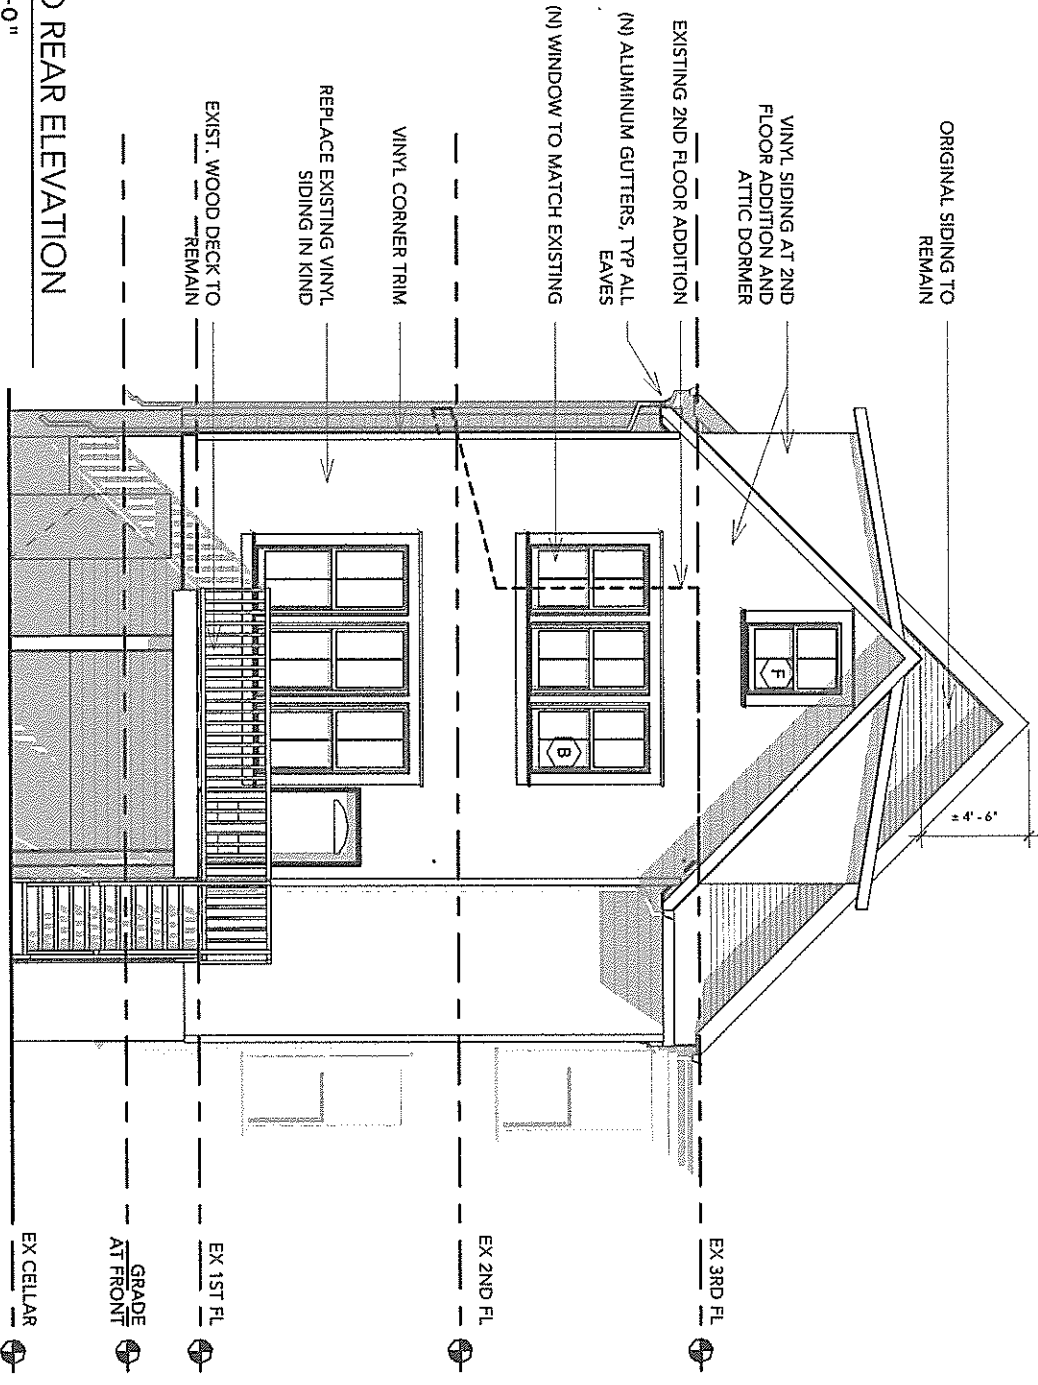 ORIGINAL SIDING TO
REMAIN
VINYL SIDING AT 2ND
FLOOR ADDITION AND
ATTIC DORMER
EXISTING 2ND FLOOR ADDITION
(N) ALUMINUM GUTTERS, TYP ALL
EAVES
(N) WINDOW TO MATCH EXISTING
VINYL CORNER TRIM
REPLACE EXISTING VINYL
SIDING IN KIND
EXIST. WOOD DECK TO
REMAIN
F
B
± 4' - 6"
EX 3RD FL
EX 2ND FL
EX 1ST FL
GRADE
AT FRONT
EX CELLAR
REAR ELEVATION
-0"